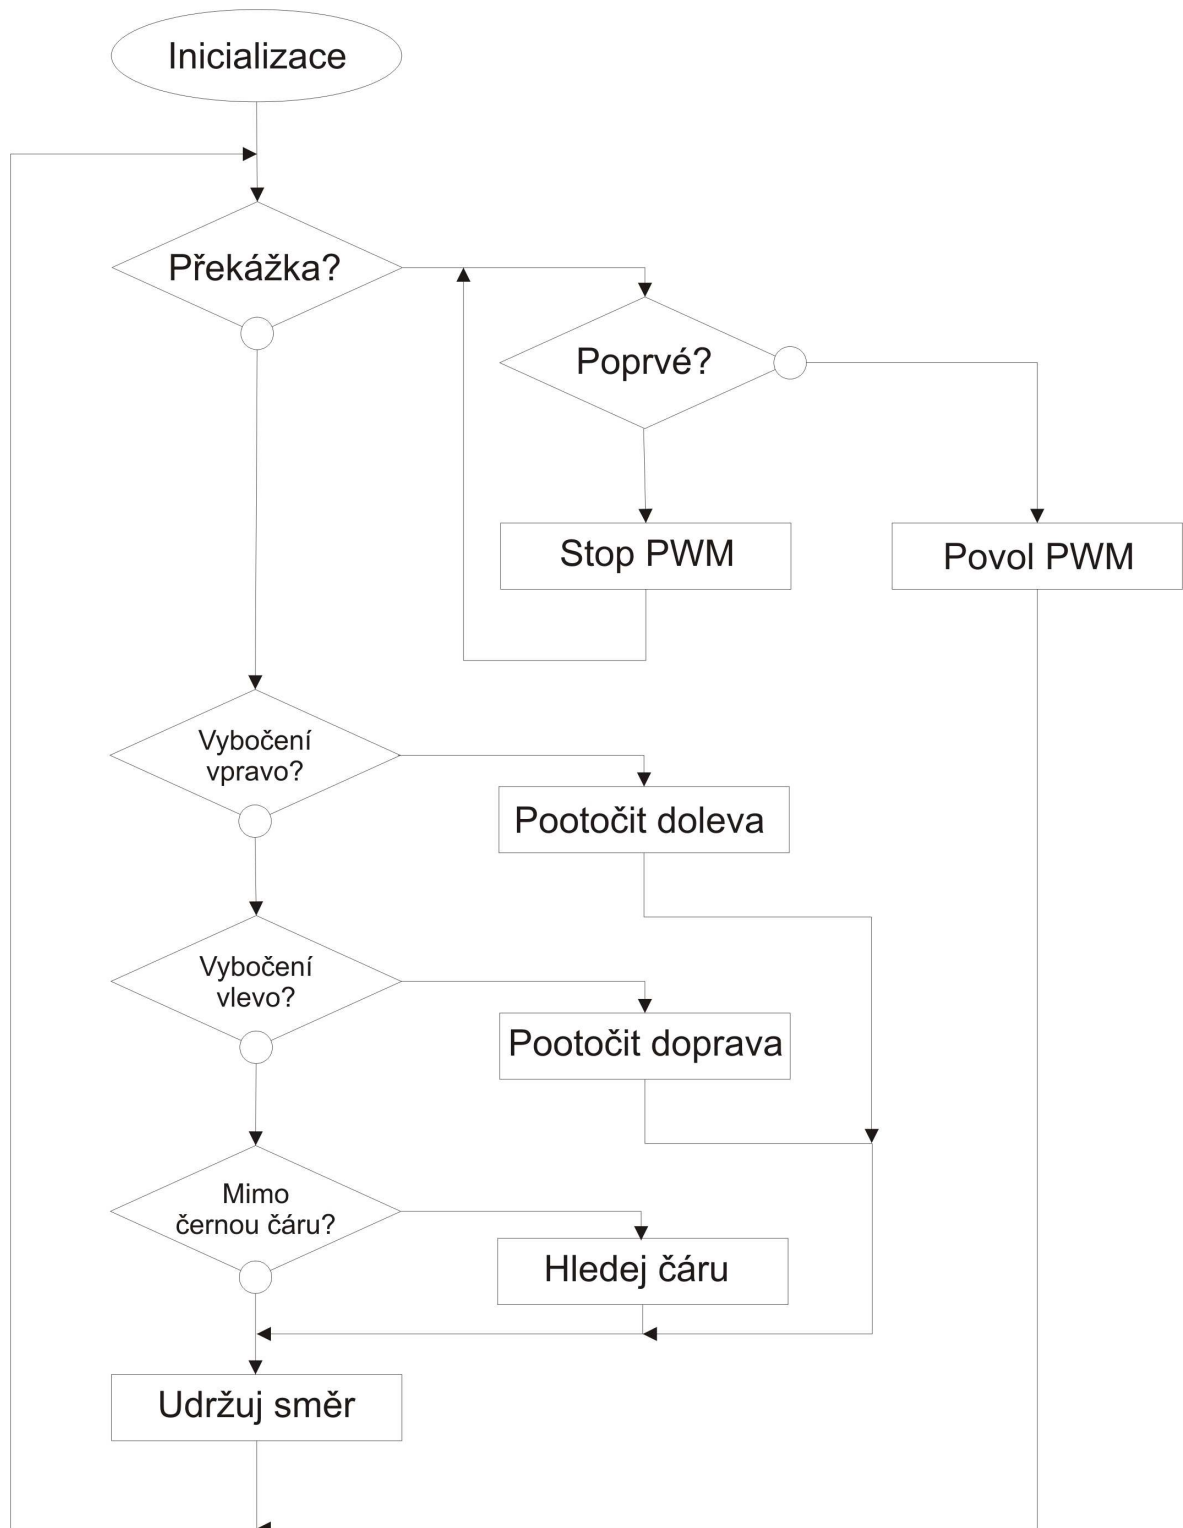 Inicializace
Překážka?
Poprvé?
Stop PWM
Povol PWM
Vybočení
vpravo?
Pootočit doleva
Vybočení
vlevo?
Pootočit doprava
Mimo
černou čáru?
Hledej čáru
Udržuj směr